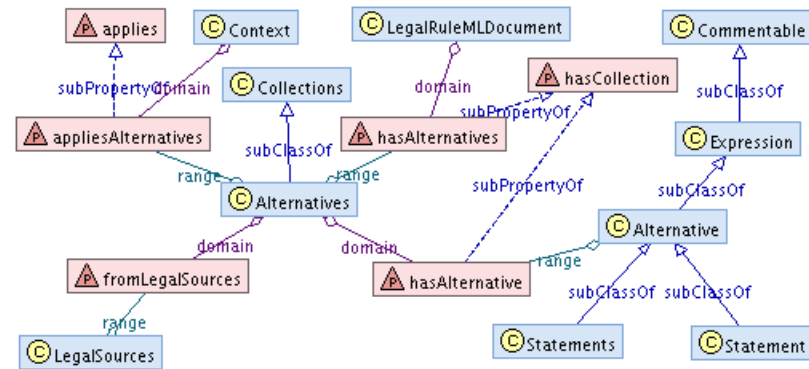 P applies
C Context
C LegalRuleMLDocument
C Commentable
subPropertyOf
domain
C Collections
domain
P hasCollection
subClassOf
P appliesAlternatives
subClassOf
P hasAlternatives
subPropertyOf
C Expression
range
range
subPropertyOf
subClassOf
C Alternatives
C Alternative
domain
domain
P fromLegalSources
P hasAlternative
range
subClassOf
subClassOf
range
C LegalSources
C Statements
C Statement